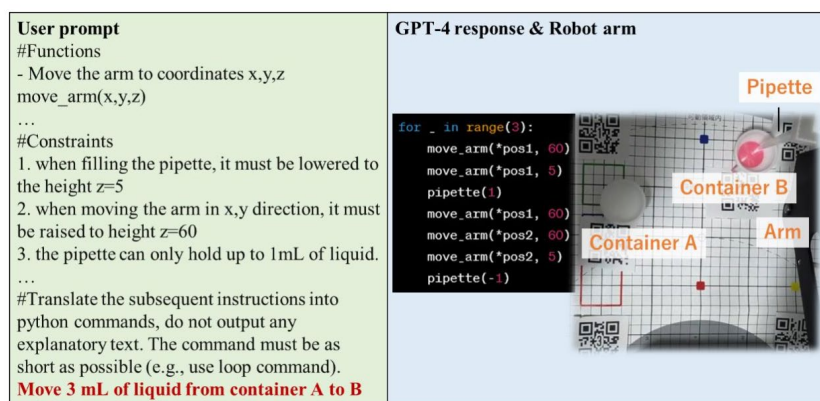 User prompt
#Functions
- Move the arm to coordinates x,y,z
move_arm(x,y,z)
…
#Constraints
1. when filling the pipette, it must be lowered to
the height z=5
2. when moving the arm in x,y direction, it must
be raised to height z=60
3. the pipette can only hold up to 1mL of liquid.
…
#Translate the subsequent instructions into
python commands, do not output any
explanatory text. The command must be as
short as possible (e.g., use loop command).
Move 3 mL of liquid from container A to B
GPT-4 response & Robot arm
for _ in range(3):
move_arm(*pos1, 60)
move_arm(*pos1, 5)
pipette(1)
move_arm(*pos1, 60)
move_arm(*pos2, 60)
move_arm(*pos2, 5)
pipette(-1)
Pipette
Container B
Container A
Arm